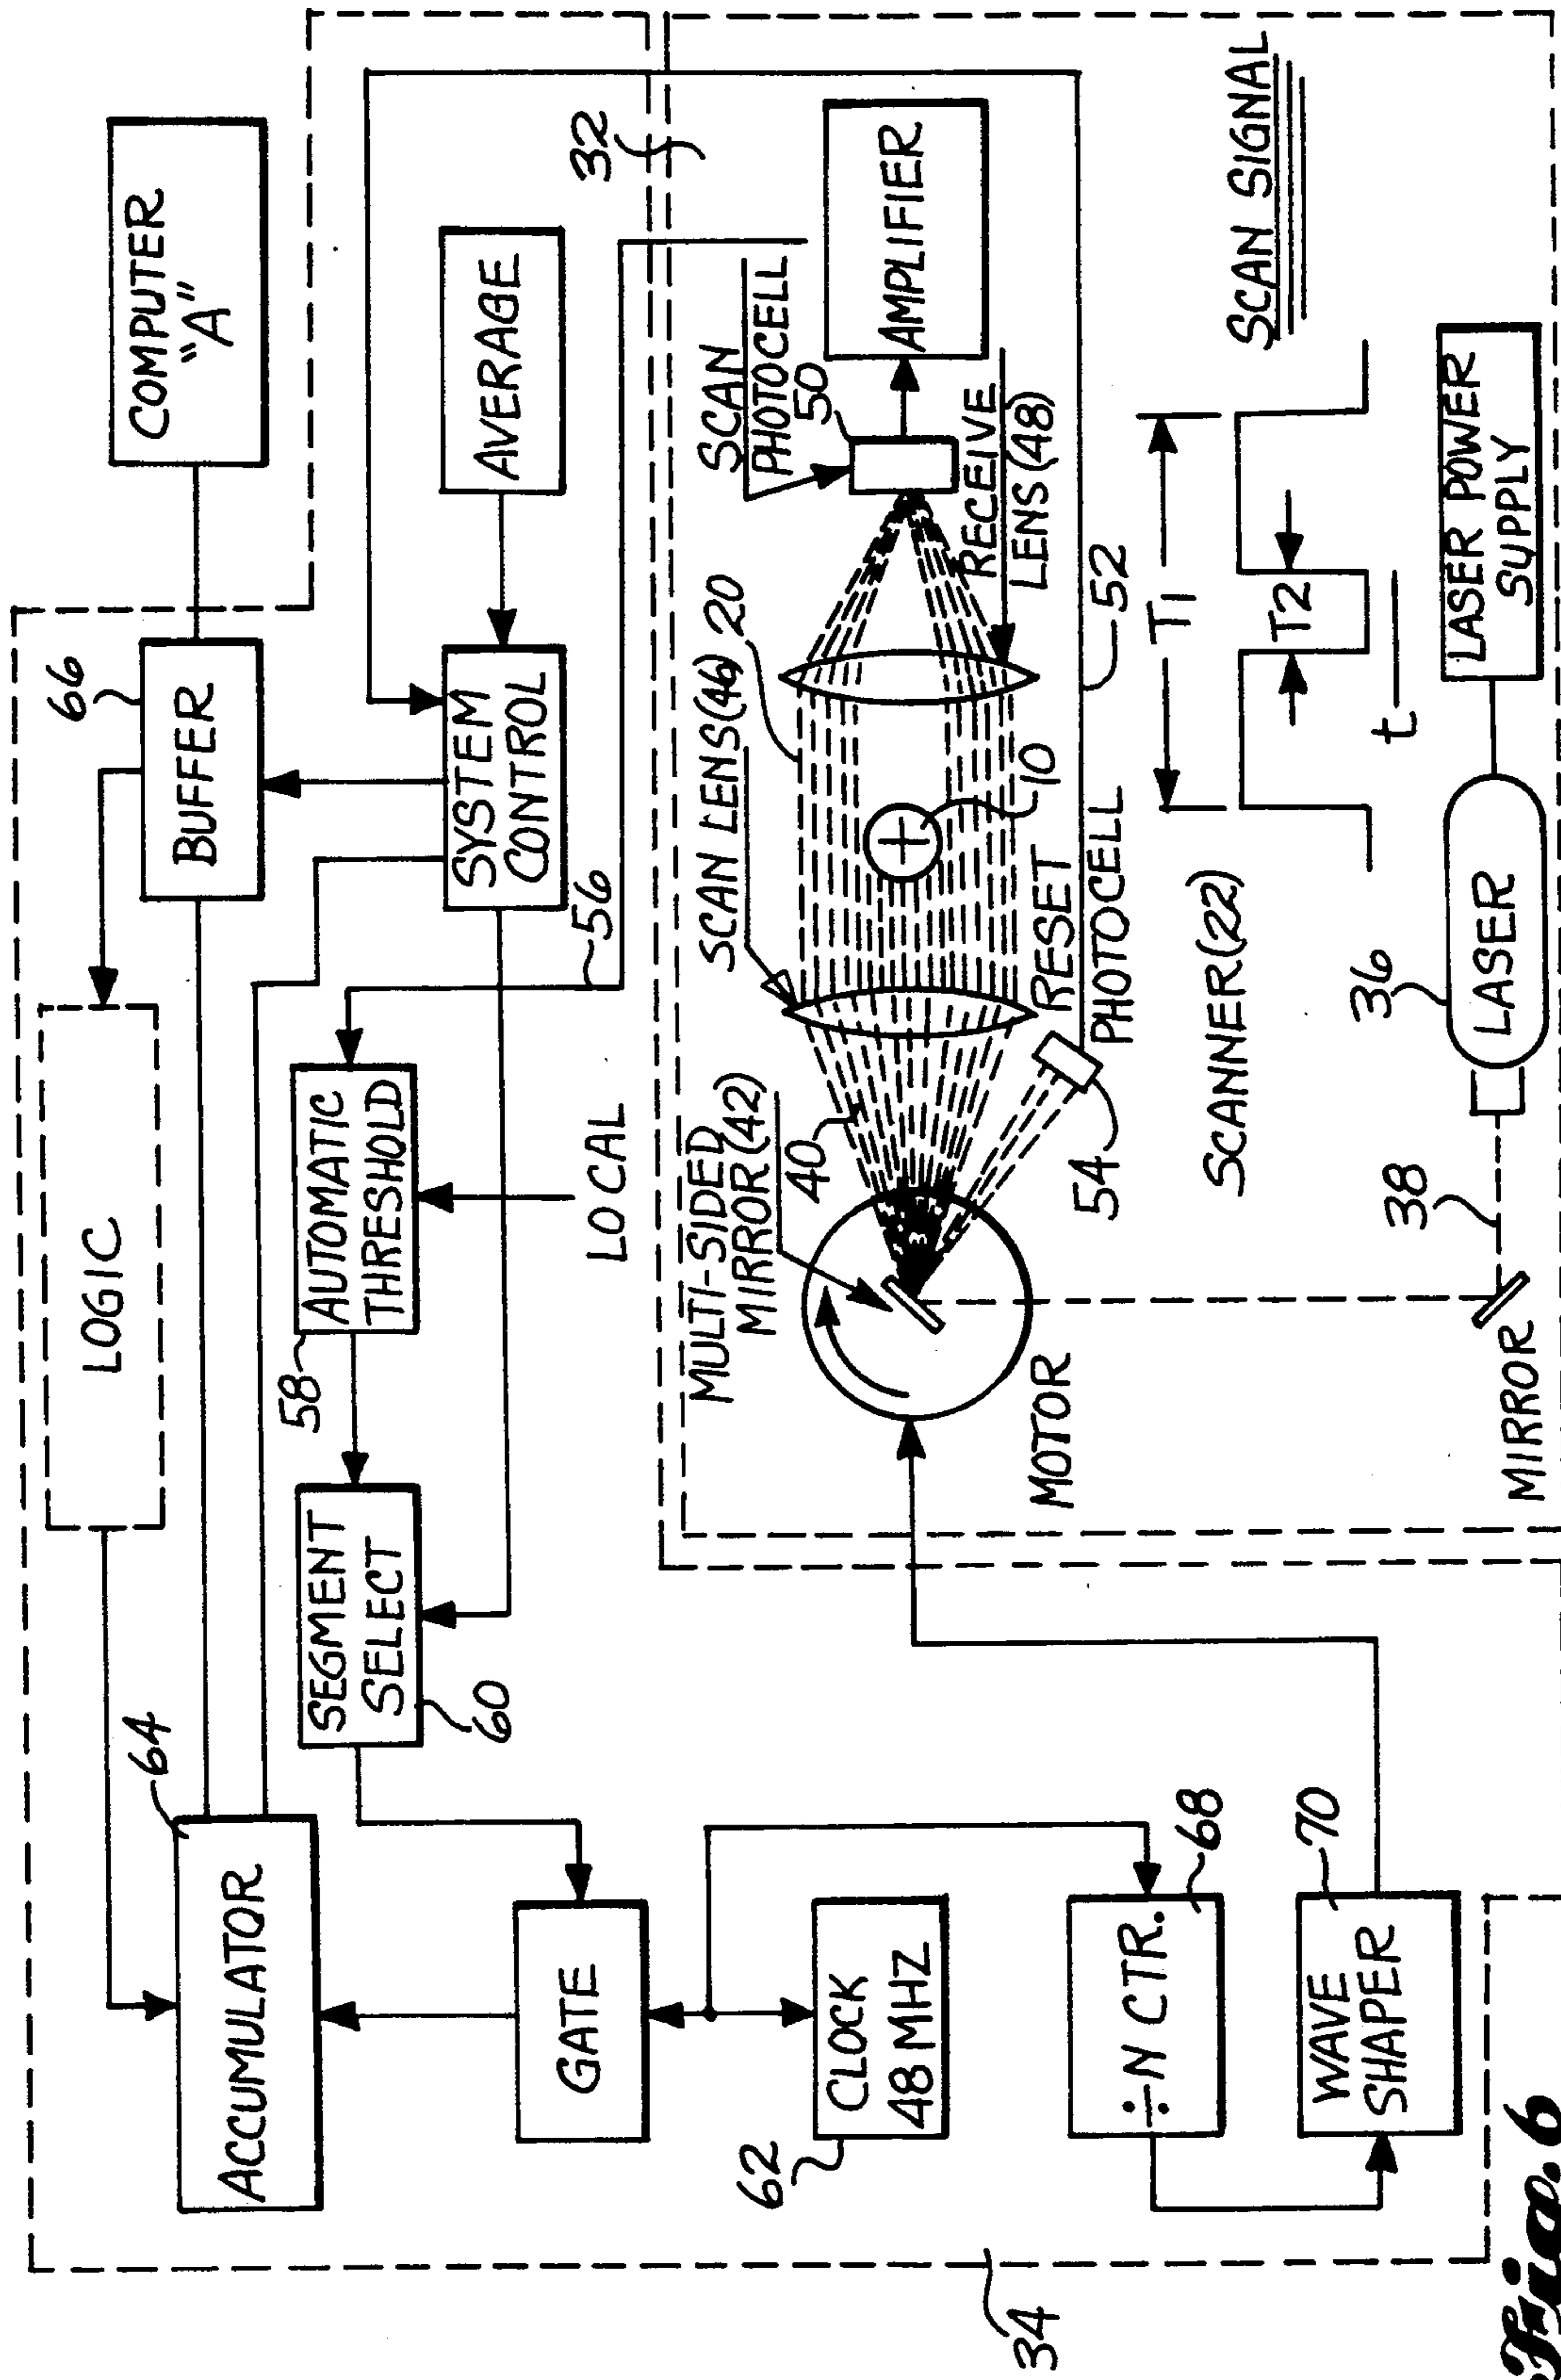 COMPUTER
"A"
66
BUFFER
LOGIC
64
ACCUMULATOR
AVERAGE
SYSTEM
CONTROL
56
AUTOMATIC
THRESHOLD
58
LOCAL
SEGMENT
SELECT
60
GATE
CLOCK
48 MHZ
62
÷N CTR.
68
WAVE
SHAPER
70
34
32
AMPLIFIER
SCAN
PHOTOCELL
50
RECEIVE
LENS (48)
SCAN LENS (46)
20
10
52
RESET
PHOTOCELL
54
40
MULTI-SIDED
MIRROR (42)
MOTOR
SCAN SIGNAL
T1
T2
t
SCANNER (22)
LASER POWER
SUPPLY
LASER
36
38
MIRROR
Fig. 6